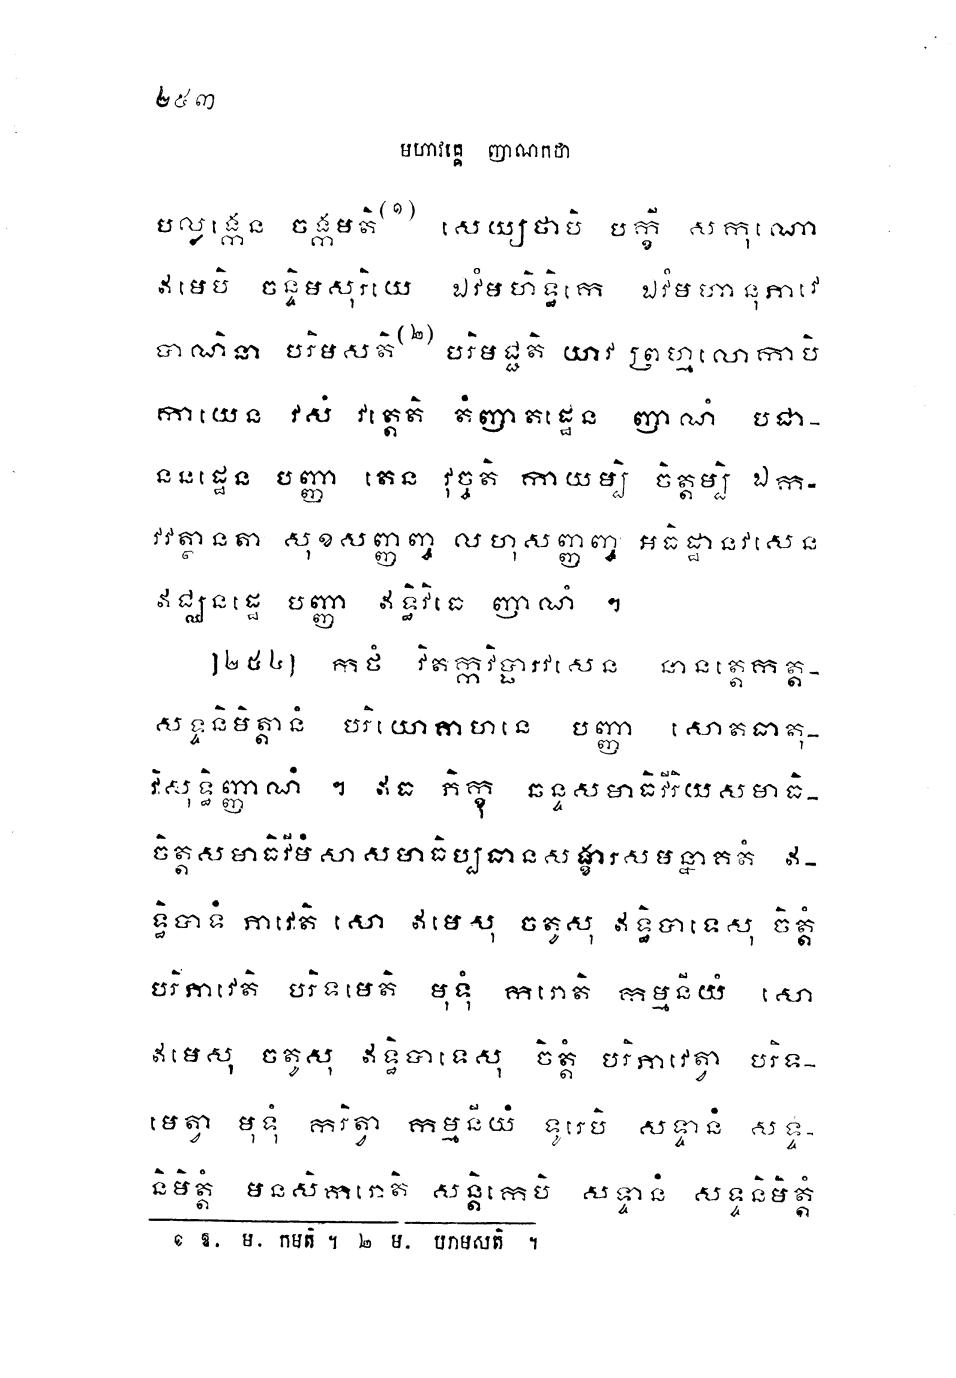 ២៥៣
មហាវគ្គេ ញាណកថា
បល្លង្កេន ចង្កមតិ(១) សេយ្យថាបិ បក្ខី សកុណោ
ឥមេបិ ចន្ទិមសុរិយេ ឯវំមហិទ្ធិកេ ឯវំមហានុភាវេ
បាណិនា បរិមសតិ(២) បរិមជ្ជតិ យាវ ព្រហ្មលោកាបិ
កាយេន វសំ វត្តេតិ តំញាតដ្ឋេន ញាណំ បជា-
ននដ្ឋេន បញ្ញា តេន វុច្ចតិ កាយម្បិ ចិត្តម្បិ ឯក-
វវត្ថានតា សុខសញ្ញញ្ច លហុសញ្ញញ្ច អធិដ្ឋានវសេន
ឥជ្ឈនដ្ឋេ បញ្ញា ឥទ្ធិវិធេ ញាណំ ។
[២៥៤] កថំ វិតក្កវិប្ផារវសេន នានត្តេកត្ត-
សទ្ទនិមិត្តានំ បរិយោគាហនេ បញ្ញា សោតធាតុ-
វិសុទ្ធិញ្ញាណំ ។ ឥធ ភិក្ខុ ឆន្ទសមាធិវីរិយសមាធិ-
ចិត្តសមាធិវីមំសាសមាធិប្បធានសង្ខារសមន្នាគតំ ឥ-
ទ្ធិបាទំ ភាវេតិ សោ ឥមេសុ ចតូសុ ឥទ្ធិបាទេសុ ចិត្តំ
បរិភាវេតិ បរិទមេតិ មុទុំ ករោតិ កម្មនីយំ សោ
ឥមេសុ ចតូសុ ឥទ្ធិបាទេសុ ចិត្តំ បរិភាវេត្វា បរិទ-
មេត្វា មុទុំ ករិត្វា កម្មនីយំ ទូរេបិ សទ្ទានំ សទ្ទ-
និមិត្តំ មនសិករោតិ សន្តិកេបិ សទ្ទានំ សទ្ទនិមិត្តំ
១ ឱ. ម. កមតិ ។ ២ ម. បរាមសតិ ។